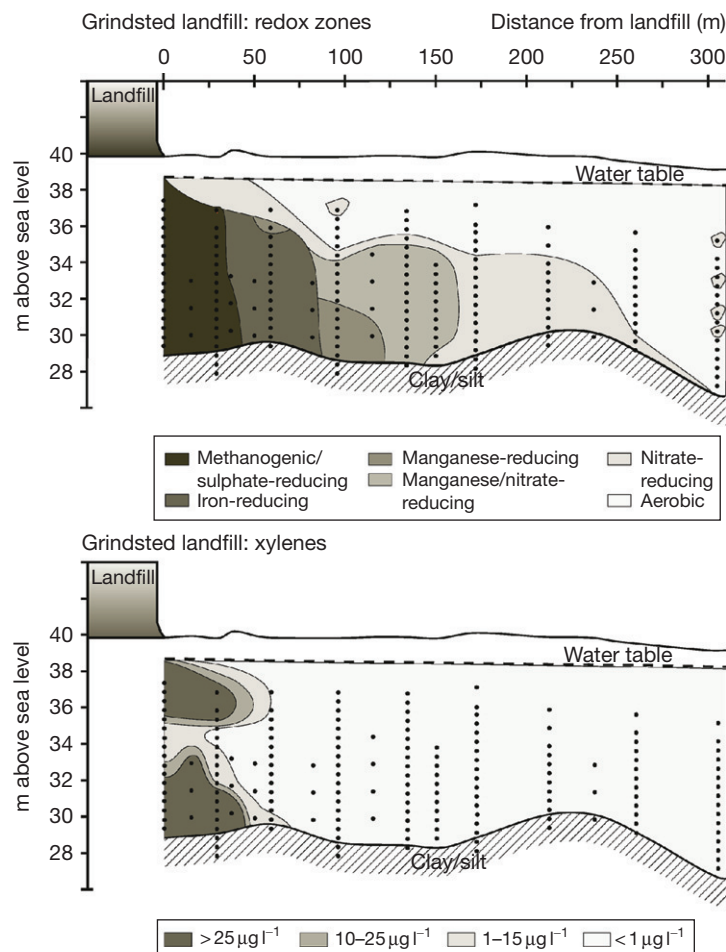 Grindsted landfill: redox zones
Distance from landfill (m)
0 50 100 150 200 250 300
Landfill
40
38
36
34
32
30
28
m above sea level
Water table
Clay/silt
Methanogenic/
sulphate-reducing
Iron-reducing
Manganese-reducing
Manganese/nitrate-
reducing
Nitrate-
reducing
Aerobic
Grindsted landfill: xylenes
Landfill
40
38
36
34
32
30
28
m above sea level
Water table
Clay/silt
>25 µg l⁻¹
10–25 µg l⁻¹
1–15 µg l⁻¹
<1 µg l⁻¹